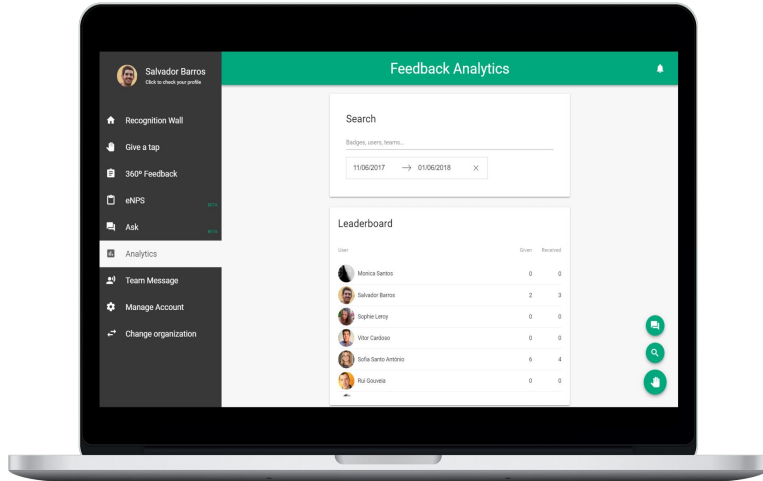 Salvador Barros
Click to check your profile
Recognition Wall
Give a tap
360º Feedback
eNPS
BETA
Ask
BETA
Analytics
Team Message
Manage Account
Change organization
Feedback Analytics
Search
Badges, users, teams...
11/06/2017 → 01/06/2018 ×
Leaderboard
User Given Received
Monica Santos 0 0
Salvador Barros 2 3
Sophie Leroy 0 0
Vitor Cardoso 0 0
Sofia Santo António 6 4
Rui Gouveia 0 0